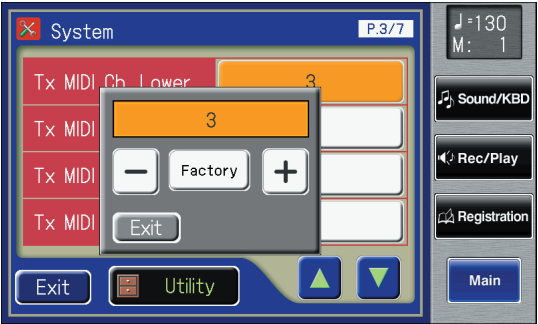 System P.3/7
Tx MIDI Ch. Lower 3
Tx MIDI
Tx MIDI
Tx MIDI
3
− Factory +
Exit
Exit Utility
♩=130
M: 1
Sound/KBD
Rec/Play
Registration
Main